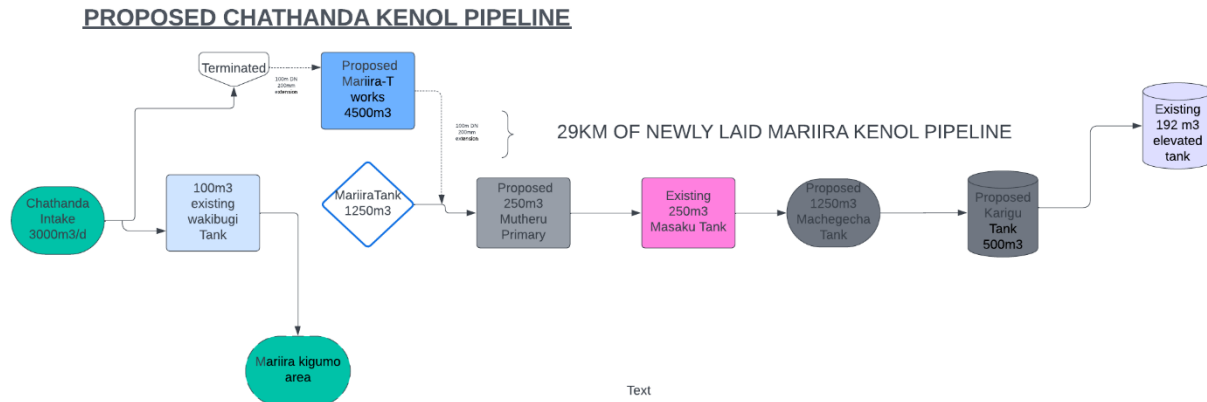 PROPOSED CHATHANDA KENOL PIPELINE
Terminated
100m DN
200mm
extension
Proposed
Mariira-T
works
4500m3
100m DN
200mm
extension
29KM OF NEWLY LAID MARIIRA KENOL PIPELINE
Existing
192 m3
elevated
tank
Chathanda
Intake
3000m3/d
100m3
existing
wakibugi
Tank
MariiraTank
1250m3
Proposed
250m3
Mutheru
Primary
Existing
250m3
Masaku Tank
Proposed
1250m3
Machegecha
Tank
Proposed
Karigu
Tank
500m3
Mariira kigumo
area
Text